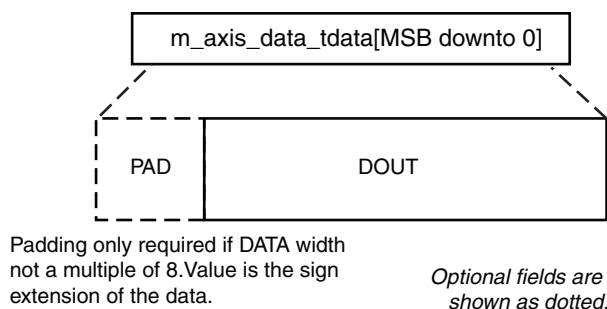 m_axis_data_tdata[MSB downto 0]
PAD
DOUT
Padding only required if DATA width
not a multiple of 8.Value is the sign
extension of the data.
Optional fields are
shown as dotted.